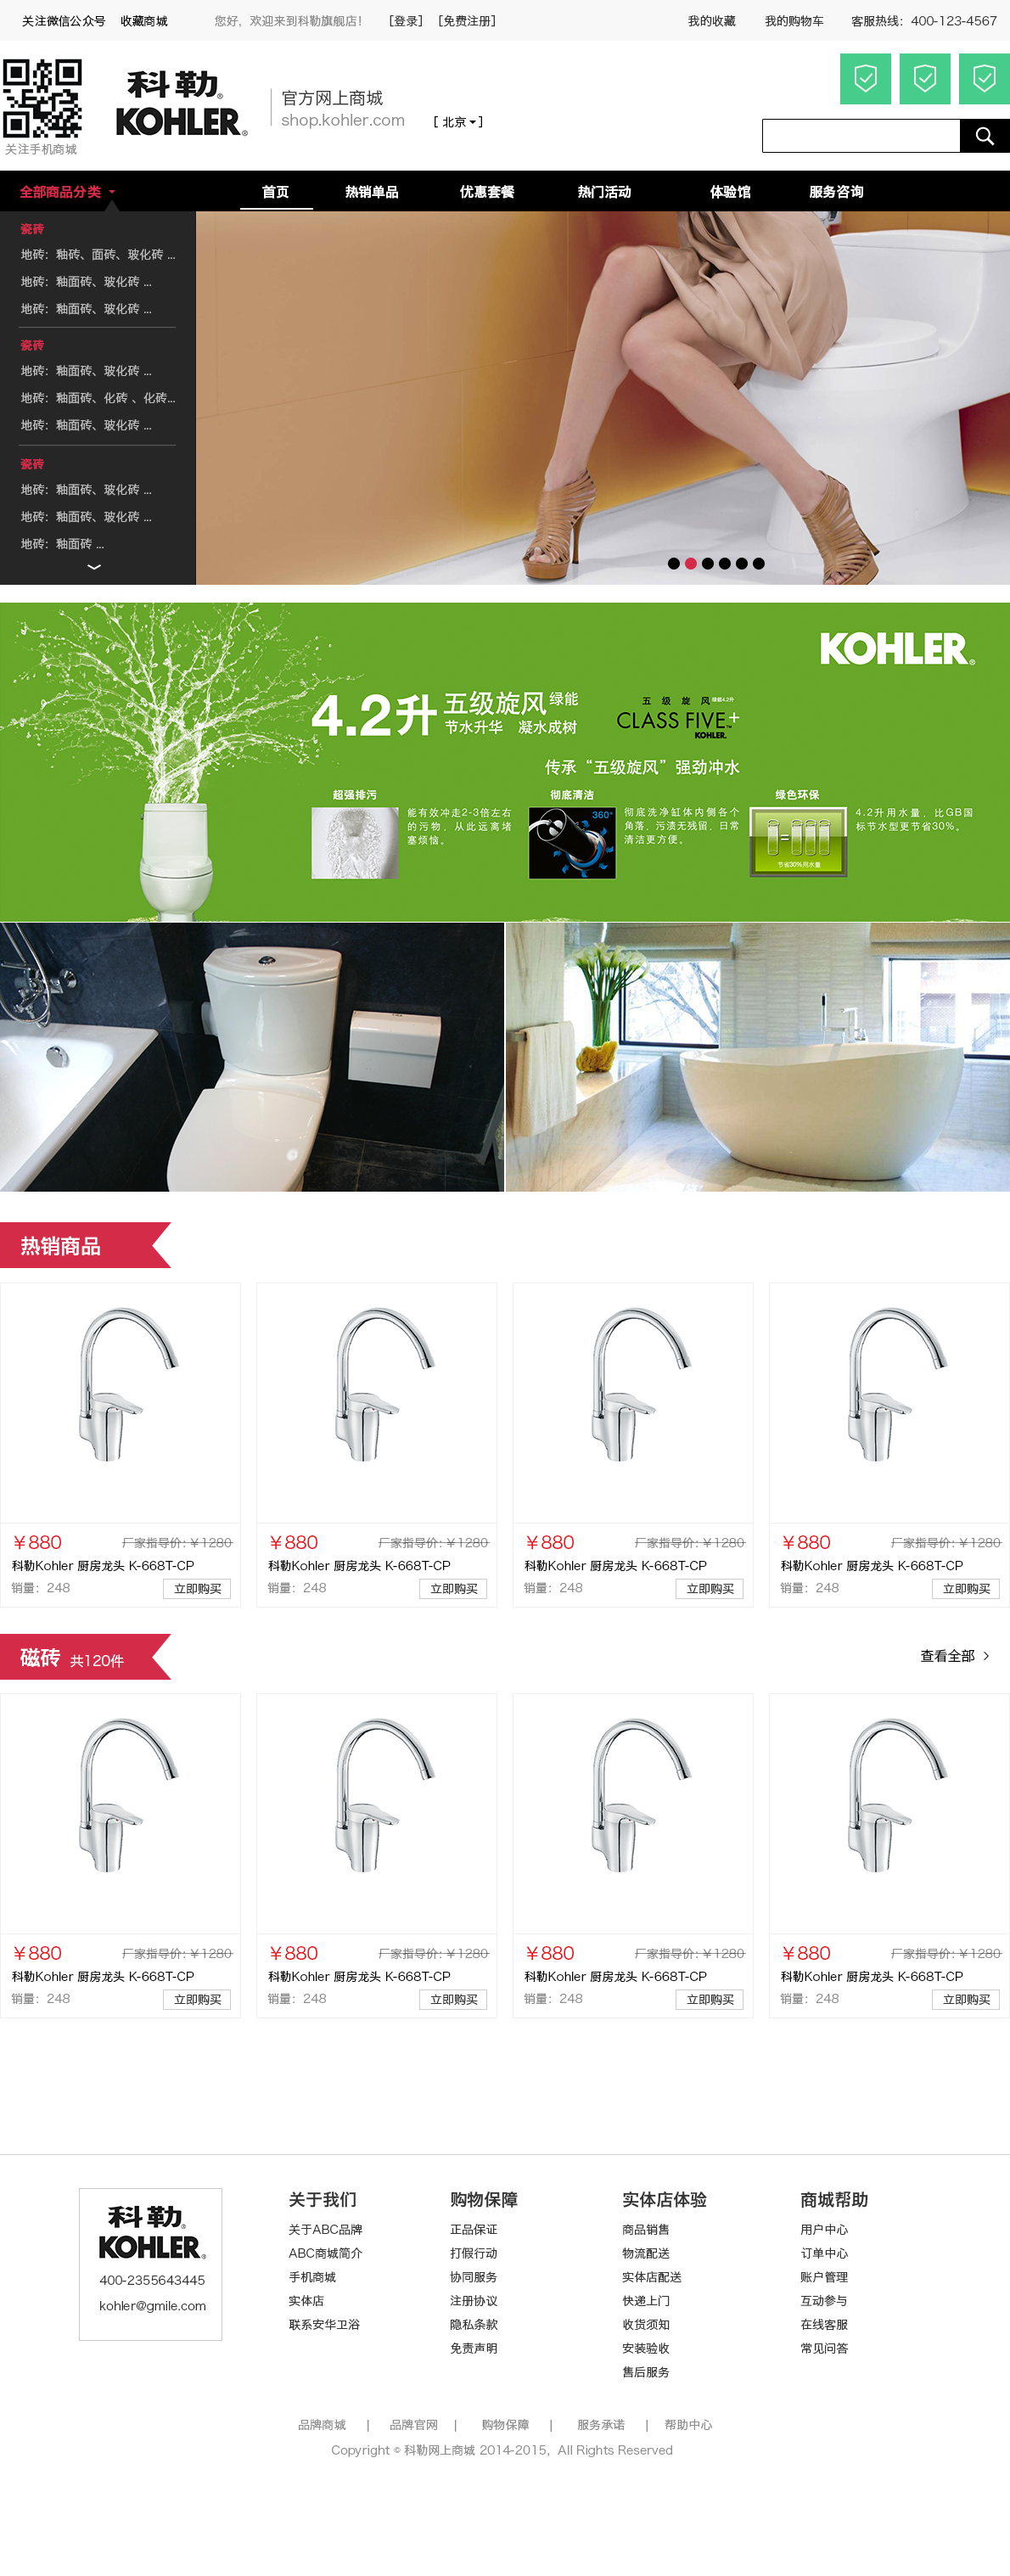 关注微信公众号 收藏商城 您好，欢迎来到科勒旗舰店！ [登录] [免费注册] 我的收藏 我的购物车 客服热线：400-123-4567
科勒
KOHLER
官方网上商城
shop.kohler.com
[ 北京 ]
关注手机商城
全部商品分类 首页 热销单品 优惠套餐 热门活动 体验馆 服务咨询
瓷砖
地砖：釉砖、面砖、玻化砖 ...
地砖：釉面砖、玻化砖 ...
地砖：釉面砖、玻化砖 ...
瓷砖
地砖：釉面砖、玻化砖 ...
地砖：釉面砖、化砖 、化砖...
地砖：釉面砖、玻化砖 ...
瓷砖
地砖：釉面砖、玻化砖 ...
地砖：釉面砖、玻化砖 ...
地砖：釉面砖 ...
KOHLER
4.2升 五级旋风 绿能
节水升华 凝水成树
五 级 旋 风 绿能4.2升
CLASS FIVE+
KOHLER
传承“五级旋风”强劲冲水
超强排污
能有效冲走2-3倍左右
的污物，从此远离堵
塞烦恼。
彻底清洁
360°
彻底洗净缸体内侧各个
角落，污渍无残留，日常
清洁更方便。
绿色环保
=
节省30%用水量
4.2升用水量，比GB国
标节水型更节省30%。
热销商品
￥880 厂家指导价：￥1280 ￥880 厂家指导价：￥1280 ￥880 厂家指导价：￥1280 ￥880 厂家指导价：￥1280
科勒Kohler 厨房龙头 K-668T-CP 科勒Kohler 厨房龙头 K-668T-CP 科勒Kohler 厨房龙头 K-668T-CP 科勒Kohler 厨房龙头 K-668T-CP
销量：248 立即购买 销量：248 立即购买 销量：248 立即购买 销量：248 立即购买
磁砖 共120件 查看全部 >
￥880 厂家指导价：￥1280 ￥880 厂家指导价：￥1280 ￥880 厂家指导价：￥1280 ￥880 厂家指导价：￥1280
科勒Kohler 厨房龙头 K-668T-CP 科勒Kohler 厨房龙头 K-668T-CP 科勒Kohler 厨房龙头 K-668T-CP 科勒Kohler 厨房龙头 K-668T-CP
销量：248 立即购买 销量：248 立即购买 销量：248 立即购买 销量：248 立即购买
科勒
KOHLER
400-2355643445
kohler@gmile.com
关于我们
关于ABC品牌
ABC商城简介
手机商城
实体店
联系安华卫浴
购物保障
正品保证
打假行动
协同服务
注册协议
隐私条款
免责声明
实体店体验
商品销售
物流配送
实体店配送
快递上门
收货须知
安装验收
售后服务
商城帮助
用户中心
订单中心
账户管理
互动参与
在线客服
常见问答
品牌商城 | 品牌官网 | 购物保障 | 服务承诺 | 帮助中心
Copyright © 科勒网上商城 2014-2015，All Rights Reserved